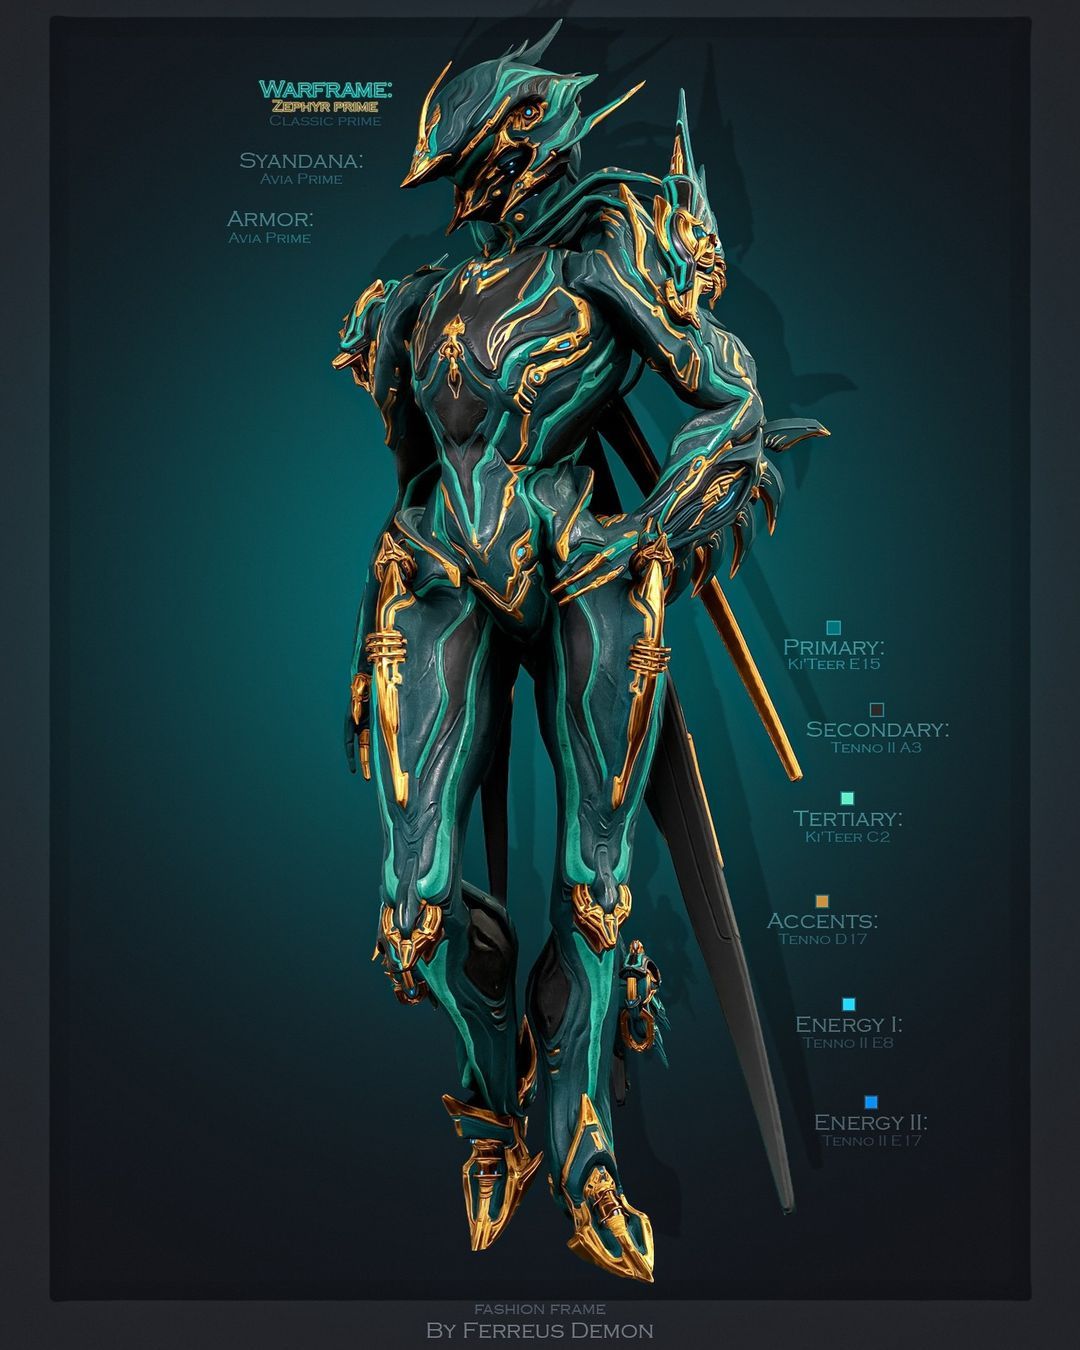 Warframe:
Zephyr prime
Classic prime
Syandana:
Avia Prime
Armor:
Avia Prime
Primary:
Ki'Teer E15
Secondary:
Tenno II A3
Tertiary:
Ki'Teer C2
Accents:
Tenno D17
Energy I:
Tenno II E8
Energy II:
Tenno II E17
fashion frame
By Ferreus Demon